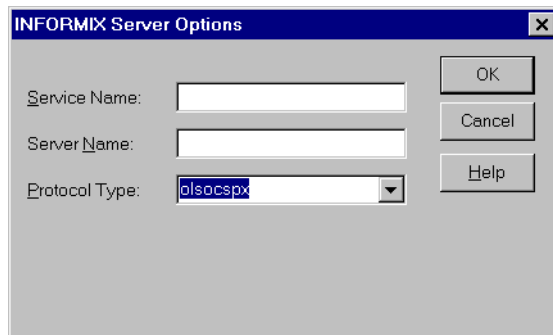 INFORMIX Server Options
Service Name:
Server Name:
Protocol Type:
olsocspx
OK
Cancel
Help